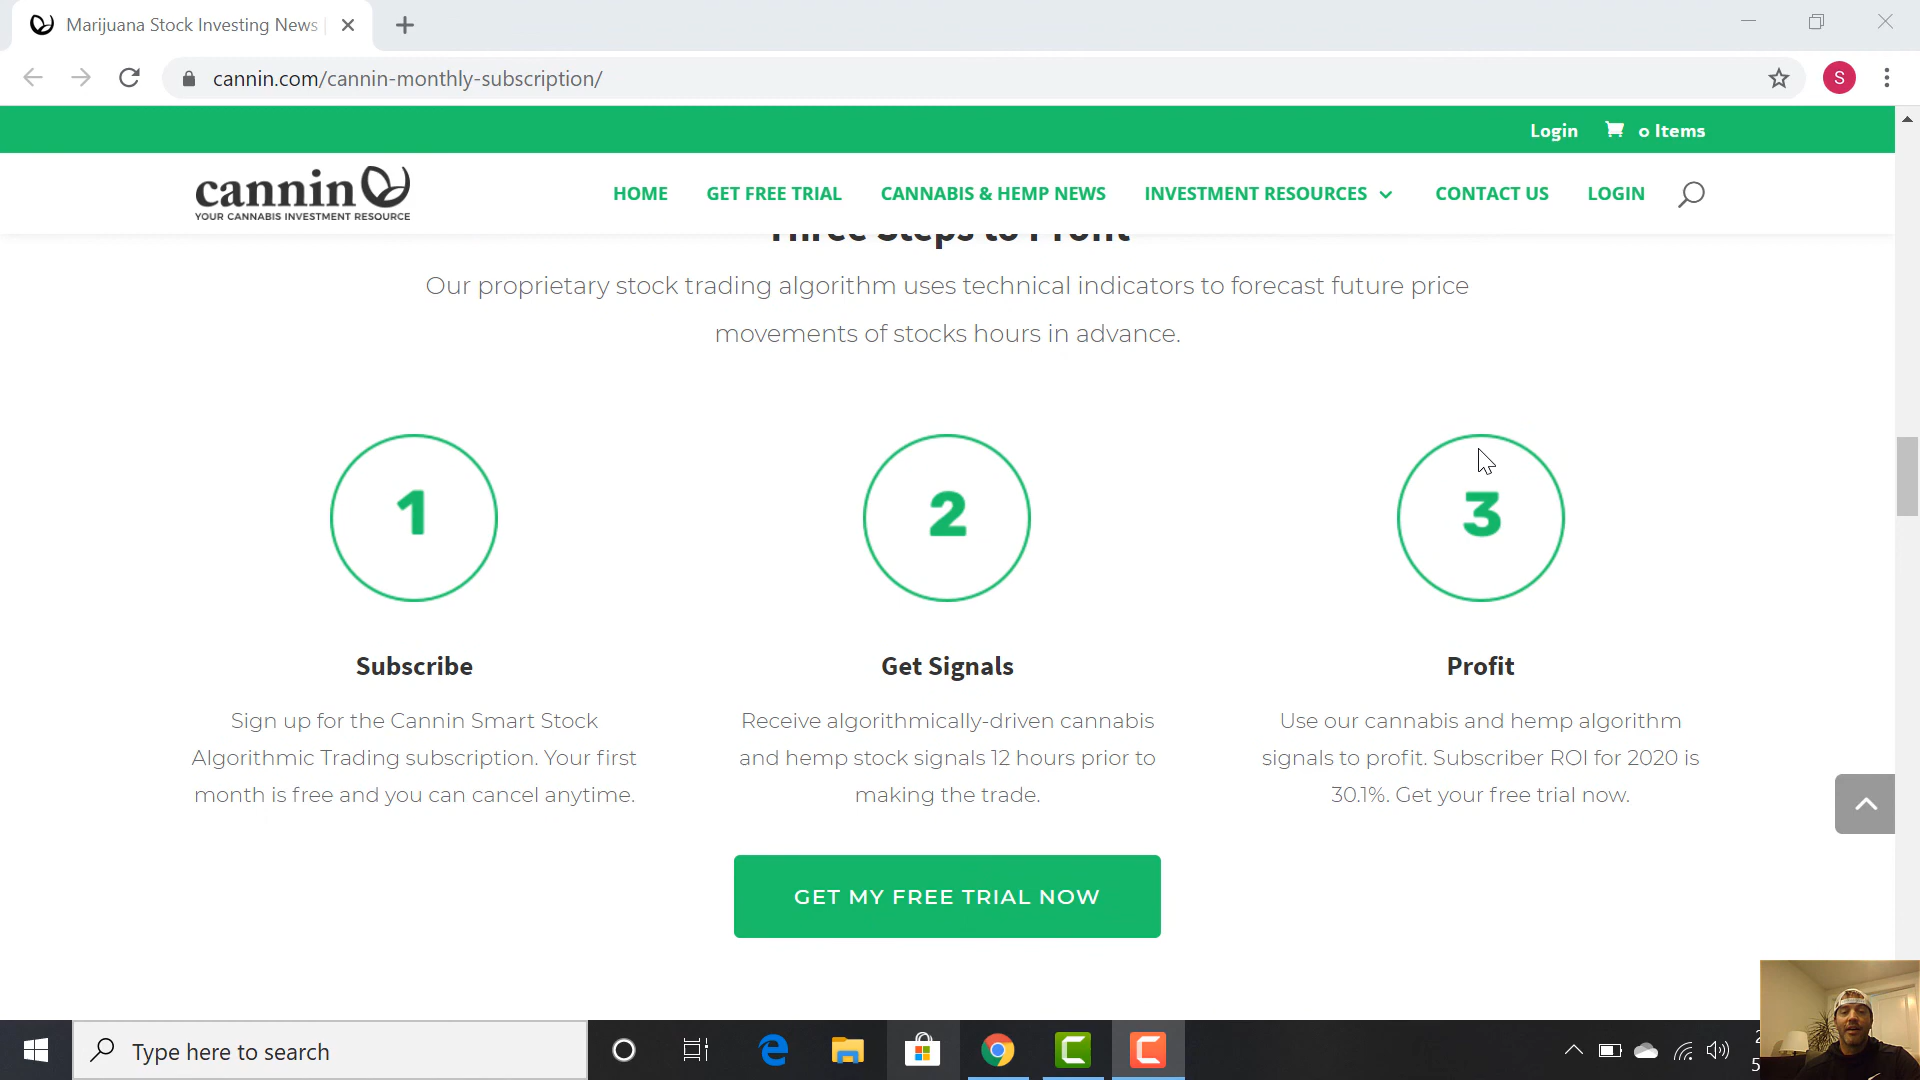 Marijuana Stock Investing News |
cannin.com/cannin-monthly-subscription/
S
Login 0 Items
cannin
YOUR CANNABIS INVESTMENT RESOURCE
HOME GET FREE TRIAL CANNABIS & HEMP NEWS INVESTMENT RESOURCES CONTACT US LOGIN
Three Steps to Profit
Our proprietary stock trading algorithm uses technical indicators to forecast future price
movements of stocks hours in advance.
1 2 3
Subscribe
Sign up for the Cannin Smart Stock
Algorithmic Trading subscription. Your first
month is free and you can cancel anytime.
Get Signals
Receive algorithmically-driven cannabis
and hemp stock signals 12 hours prior to
making the trade.
Profit
Use our cannabis and hemp algorithm
signals to profit. Subscriber ROI for 2020 is
30.1%. Get your free trial now.
GET MY FREE TRIAL NOW
Type here to search